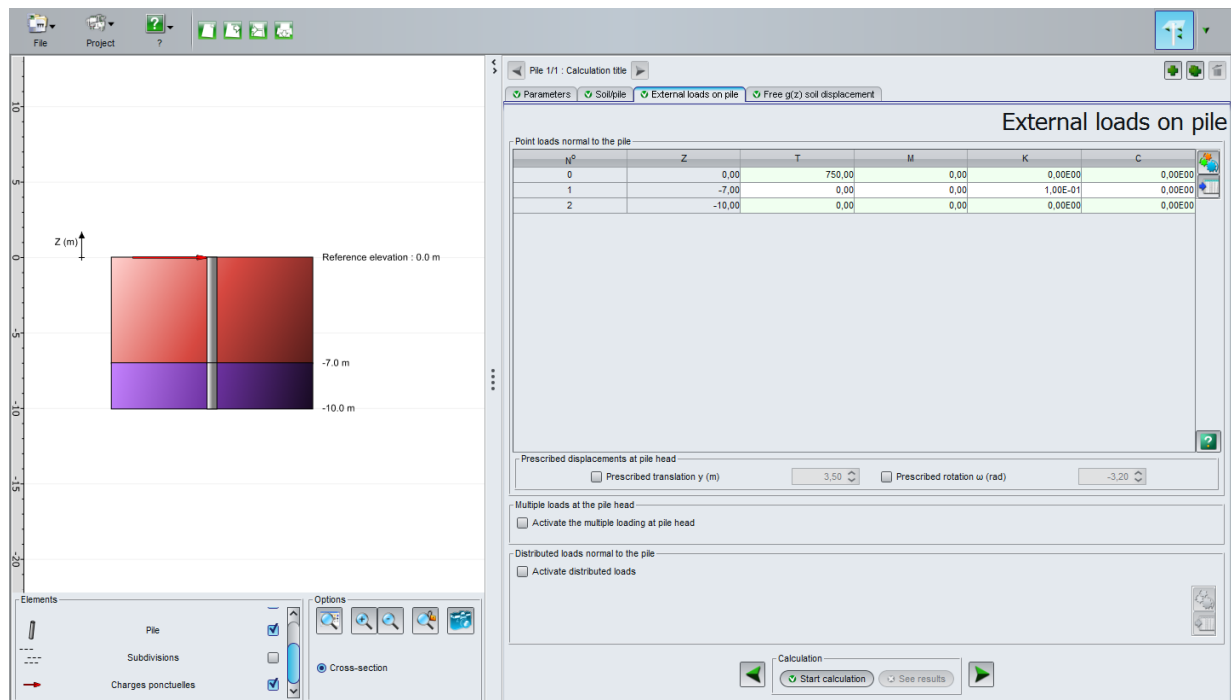 File
Project
?
?
Pile 1/1 : Calculation title
Parameters
Soil/pile
External loads on pile
Free g(z) soil displacement
External loads on pile
Point loads normal to the pile
N° Z T M K C
0 0,00 750,00 0,00 0,00E00 0,00E00
1 -7,00 0,00 0,00 1,00E-01 0,00E00
2 -10,00 0,00 0,00 0,00E00 0,00E00
?
10
5
0
-5
-10
-15
-20
Z (m)
Reference elevation : 0.0 m
-7.0 m
-10.0 m
Prescribed displacements at pile head
Prescribed translation y (m) 3,50 Prescribed rotation ω (rad) -3,20
Multiple loads at the pile head
Activate the multiple loading at pile head
Distributed loads normal to the pile
Activate distributed loads
Elements
Pile
Subdivisions
Charges ponctuelles
Options
Cross-section
Calculation
Start calculation
See results